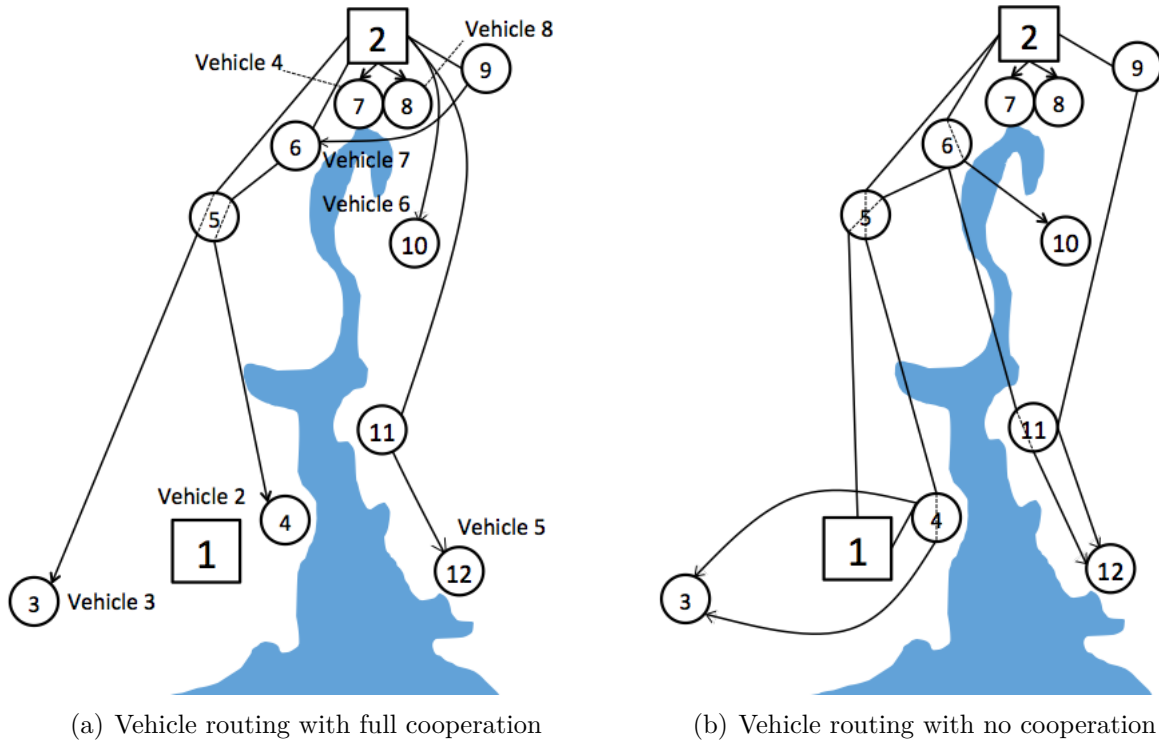 2
Vehicle 8
Vehicle 4
9
7
8
6
Vehicle 7
Vehicle 6
5
10
11
Vehicle 2
4
Vehicle 5
1
12
3
Vehicle 3
(a) Vehicle routing with full cooperation
2
9
7
8
6
5
10
11
4
1
12
3
(b) Vehicle routing with no cooperation